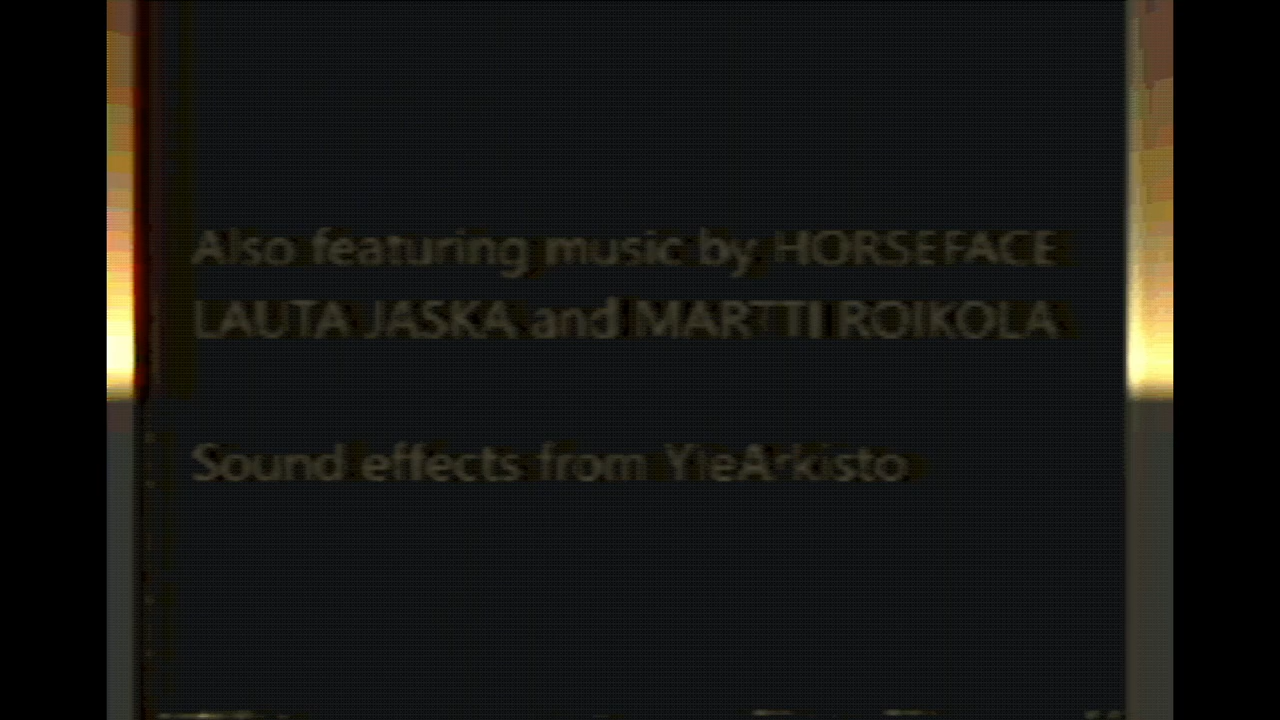 Also featuring music by HORSEFACE
LAUTA JASKA and MARTTI ROIKOLA
Sound effects from YleArkisto